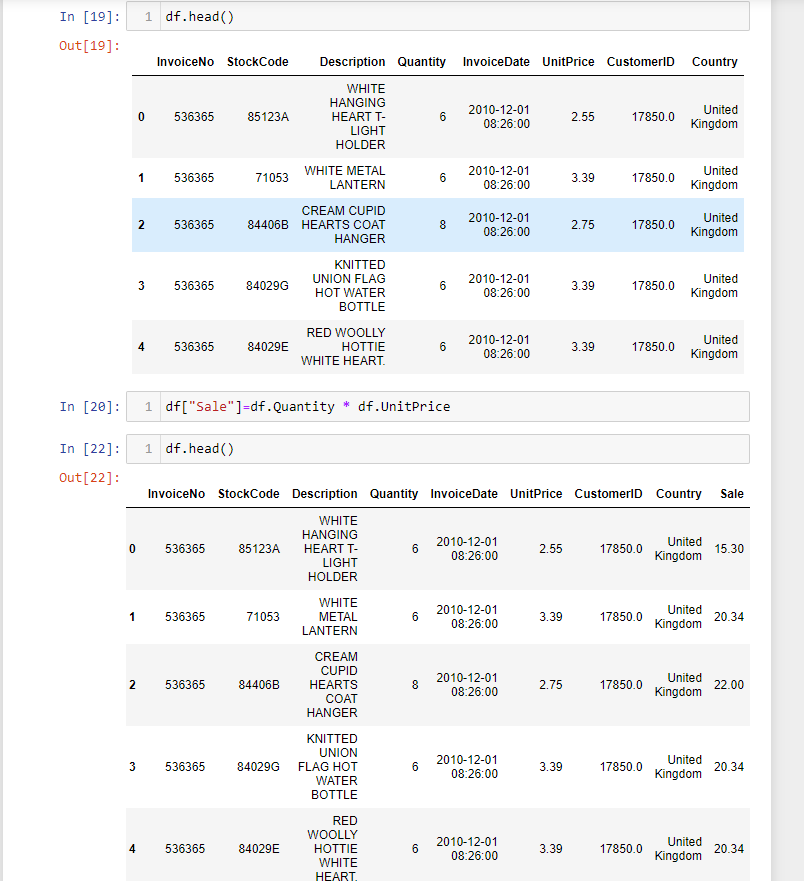 In [19]: 1 df.head()
Out[19]:
InvoiceNo StockCode Description Quantity InvoiceDate UnitPrice CustomerID Country
0 536365 85123A WHITE HANGING HEART T-LIGHT HOLDER 6 2010-12-01 08:26:00 2.55 17850.0 United Kingdom
1 536365 71053 WHITE METAL LANTERN 6 2010-12-01 08:26:00 3.39 17850.0 United Kingdom
2 536365 84406B CREAM CUPID HEARTS COAT HANGER 8 2010-12-01 08:26:00 2.75 17850.0 United Kingdom
3 536365 84029G KNITTED UNION FLAG HOT WATER BOTTLE 6 2010-12-01 08:26:00 3.39 17850.0 United Kingdom
4 536365 84029E RED WOOLLY HOTTIE WHITE HEART. 6 2010-12-01 08:26:00 3.39 17850.0 United Kingdom
In [20]: 1 df["Sale"]=df.Quantity * df.UnitPrice
In [22]: 1 df.head()
Out[22]:
InvoiceNo StockCode Description Quantity InvoiceDate UnitPrice CustomerID Country Sale
0 536365 85123A WHITE HANGING HEART T-LIGHT HOLDER 6 2010-12-01 08:26:00 2.55 17850.0 United Kingdom 15.30
1 536365 71053 WHITE METAL LANTERN 6 2010-12-01 08:26:00 3.39 17850.0 United Kingdom 20.34
2 536365 84406B CREAM CUPID HEARTS COAT HANGER 8 2010-12-01 08:26:00 2.75 17850.0 United Kingdom 22.00
3 536365 84029G KNITTED UNION FLAG HOT WATER BOTTLE 6 2010-12-01 08:26:00 3.39 17850.0 United Kingdom 20.34
4 536365 84029E RED WOOLLY HOTTIE WHITE HEART. 6 2010-12-01 08:26:00 3.39 17850.0 United Kingdom 20.34